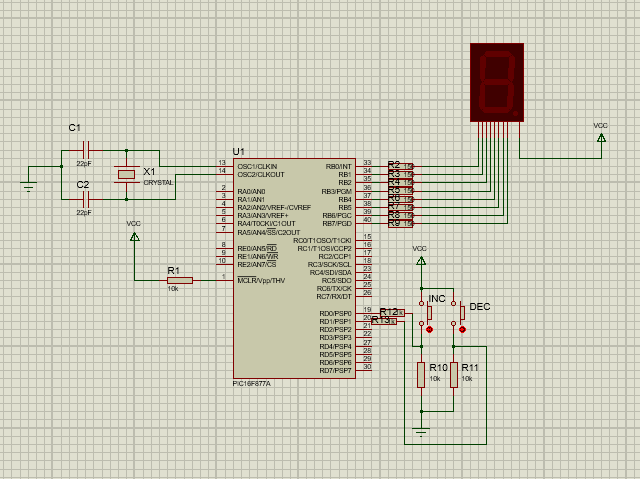 VCC
C1
22pF
X1
CRYSTAL
C2
22pF
VCC
R1
10k
U1
13 OSC1/CLKIN
14 OSC2/CLKOUT
2 RA0/AN0
3 RA1/AN1
4 RA2/AN2/VREF-/CVREF
5 RA3/AN3/VREF+
6 RA4/T0CKI/C1OUT
7 RA5/AN4/SS/C2OUT
8 RE0/AN5/RD
9 RE1/AN6/WR
10 RE2/AN7/CS
1 MCLR/Vpp/THV
RB0/INT 33
RB1 34
RB2 35
RB3/PGM 36
RB4 37
RB5 38
RB6/PGC 39
RB7/PGD 40
RC0/T1OSO/T1CKI 15
RC1/T1OSI/CCP2 16
RC2/CCP1 17
RC3/SCK/SCL 18
RC4/SDI/SDA 23
RC5/SDO 24
RC6/TX/CK 25
RC7/RX/DT 26
RD0/PSP0 19
RD1/PSP1 20
RD2/PSP2 21
RD3/PSP3 22
RD4/PSP4 27
RD5/PSP5 28
RD6/PSP6 29
RD7/PSP7 30
PIC16F877A
R2
R3
R4
R5
R6
R7
R8
R9
VCC
INC
DEC
R12
R13
R10
10k
R11
10k